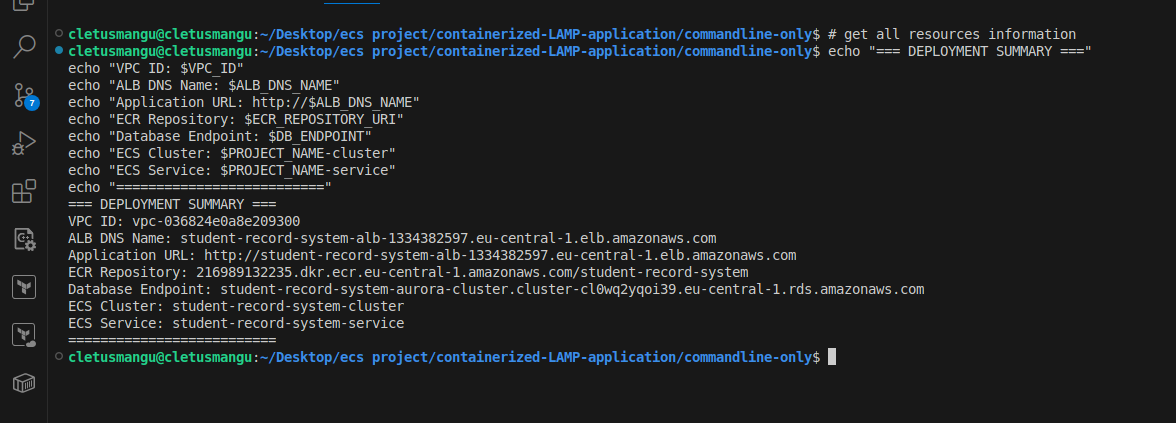 cletusmangu@cletusmangu:~/Desktop/ecs project/containerized-LAMP-application/commandline-only$ # get all resources information
cletusmangu@cletusmangu:~/Desktop/ecs project/containerized-LAMP-application/commandline-only$ echo "=== DEPLOYMENT SUMMARY ==="
echo "VPC ID: $VPC_ID"
echo "ALB DNS Name: $ALB_DNS_NAME"
echo "Application URL: http://$ALB_DNS_NAME"
echo "ECR Repository: $ECR_REPOSITORY_URI"
echo "Database Endpoint: $DB_ENDPOINT"
echo "ECS Cluster: $PROJECT_NAME-cluster"
echo "ECS Service: $PROJECT_NAME-service"
echo "=========================="
=== DEPLOYMENT SUMMARY ===
VPC ID: vpc-036824e0a8e209300
ALB DNS Name: student-record-system-alb-1334382597.eu-central-1.elb.amazonaws.com
Application URL: http://student-record-system-alb-1334382597.eu-central-1.elb.amazonaws.com
ECR Repository: 216989132235.dkr.ecr.eu-central-1.amazonaws.com/student-record-system
Database Endpoint: student-record-system-aurora-cluster.cluster-cl0wq2yqoi39.eu-central-1.rds.amazonaws.com
ECS Cluster: student-record-system-cluster
ECS Service: student-record-system-service
==========================
cletusmangu@cletusmangu:~/Desktop/ecs project/containerized-LAMP-application/commandline-only$
7
C++